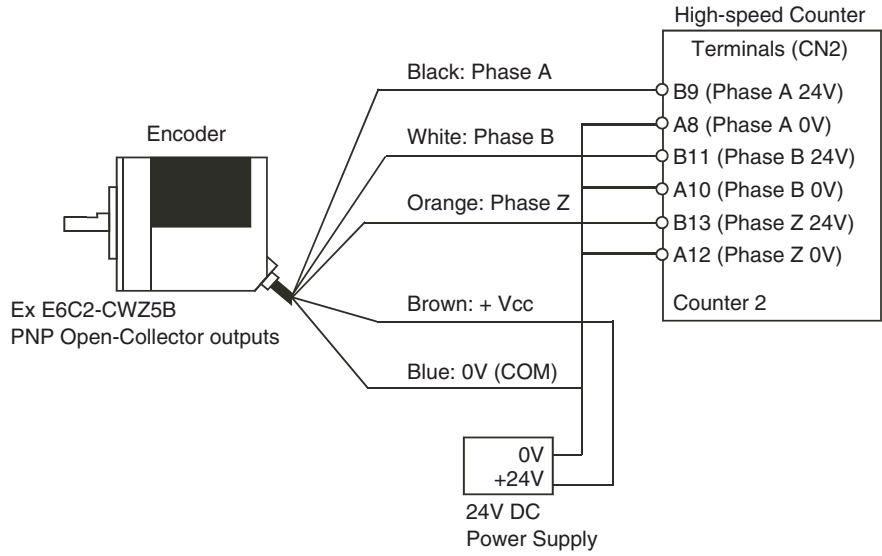 High-speed Counter
Terminals (CN2)
Black: Phase A
B9 (Phase A 24V)
A8 (Phase A 0V)
Encoder
White: Phase B
B11 (Phase B 24V)
A10 (Phase B 0V)
Orange: Phase Z
B13 (Phase Z 24V)
A12 (Phase Z 0V)
Ex E6C2-CWZ5B
PNP Open-Collector outputs
Brown: + Vcc
Counter 2
Blue: 0V (COM)
0V
+24V
24V DC
Power Supply